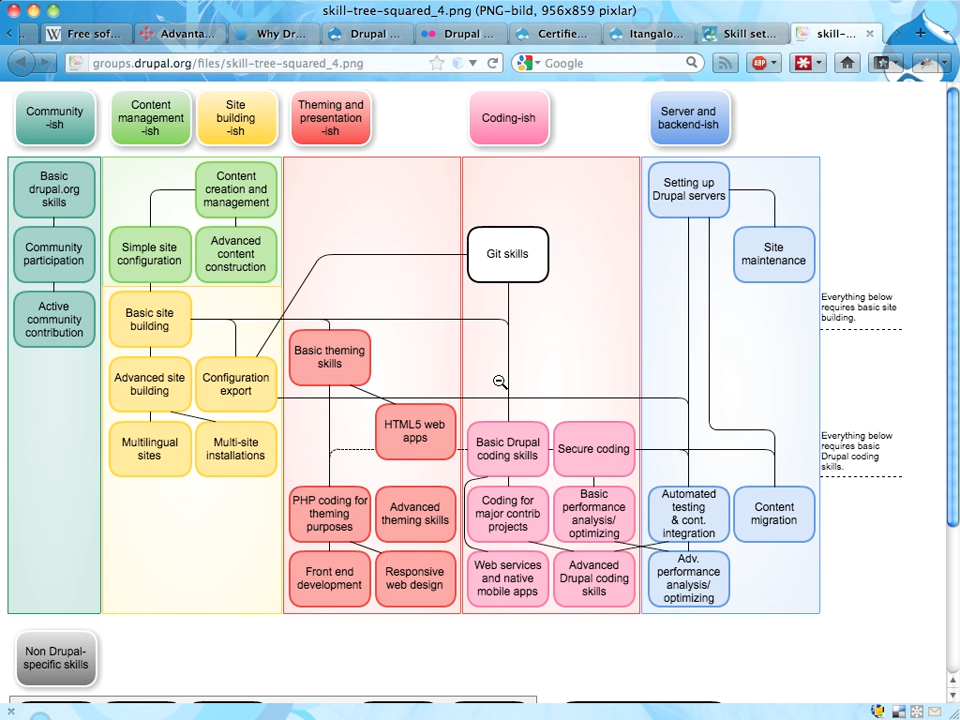 skill-tree-squared_4.png (PNG-bild, 956x859 pixlar)
Free sof...
Advanta...
Why Dr...
Drupal ...
Drupal ...
Certifie...
Itangalo...
Skill set...
skill-...
groups.drupal.org/files/skill-tree-squared_4.png
Google
ABP
Community
-ish
Content
management
-ish
Site
building
-ish
Theming and
presentation
-ish
Coding-ish
Server and
backend-ish
Basic
drupal.org
skills
Content
creation and
management
Setting up
Drupal servers
Community
participation
Simple site
configuration
Advanced
content
construction
Git skills
Site
maintenance
Active
community
contribution
Basic site
building
Everything below
requires basic site
building.
Basic theming
skills
Advanced site
building
Configuration
export
HTML5 web
apps
Multilingual
sites
Multi-site
installations
Basic Drupal
coding skills
Secure coding
Everything below
requires basic
Drupal coding
skills.
PHP coding for
theming
purposes
Advanced
theming skills
Coding for
major contrib
projects
Basic
performance
analysis/
optimizing
Automated
testing
& cont.
integration
Content
migration
Front end
development
Responsive
web design
Web services
and native
mobile apps
Advanced
Drupal coding
skills
Adv.
performance
analysis/
optimizing
Non Drupal-
specific skills